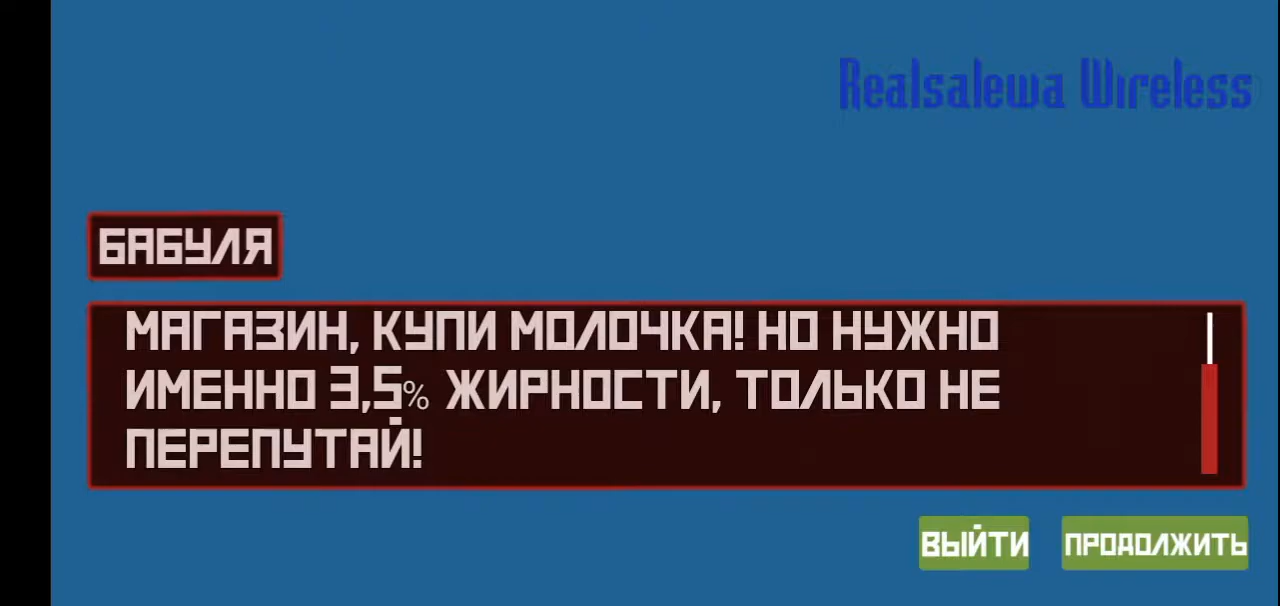 Realsalewa Wireless
БАБУЛЯ
МАГАЗИН, КУПИ МОЛОЧКА! НО НУЖНО
ИМЕННО 3,5% ЖИРНОСТИ, ТОЛЬКО НЕ
ПЕРЕПУТАЙ!
ВЫЙТИ ПРОДОЛЖИТЬ